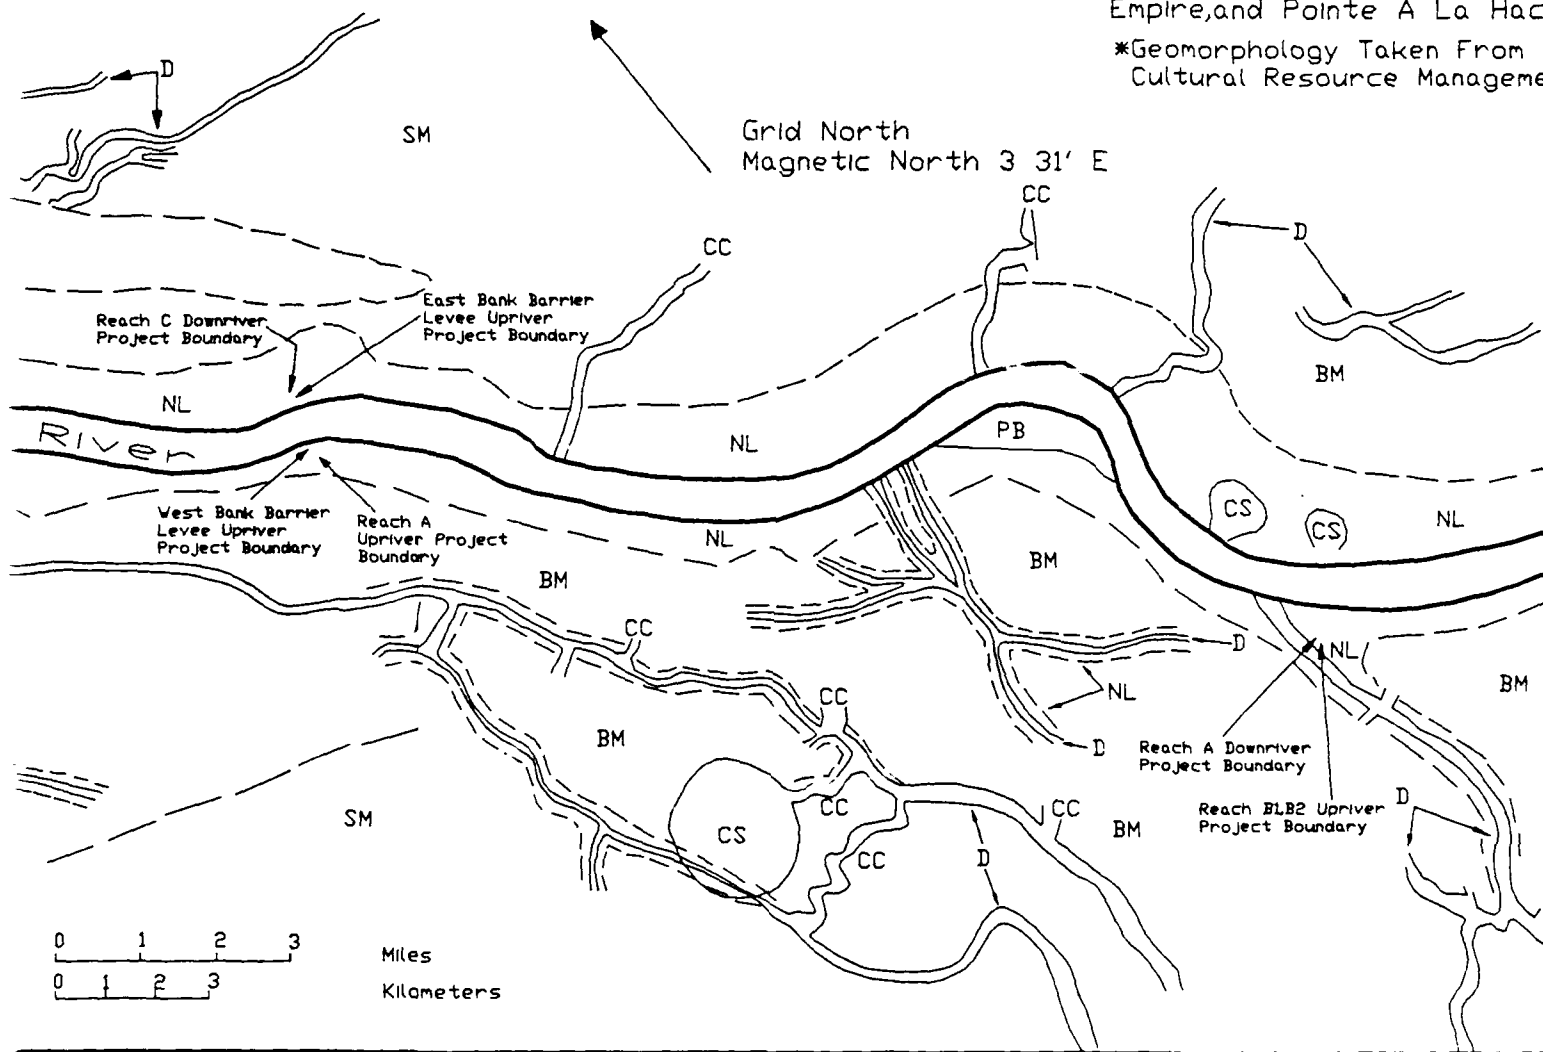 Empire,and Pointe A La Hac
*Geomorphology Taken From
Cultural Resource Manageme
D
SM
Grid North
Magnetic North 3 31' E
CC
CC
D
East Bank Barrier
Levee Upriver
Project Boundary
Reach C Downriver
Project Boundary
BM
NL
River
NL
PB
CS
CS
NL
West Bank Barrier
Levee Upriver
Project Boundary
Reach A
Upriver Project
Boundary
NL
BM
BM
CC
D
NL
BM
NL
CC
BM
D
Reach A Downriver
Project Boundary
D
Reach B1,B2 Upriver
Project Boundary
SM
CS
CC
CC
CC
BM
D
0 1 2 3
Miles
0 1 2 3
Kilometers